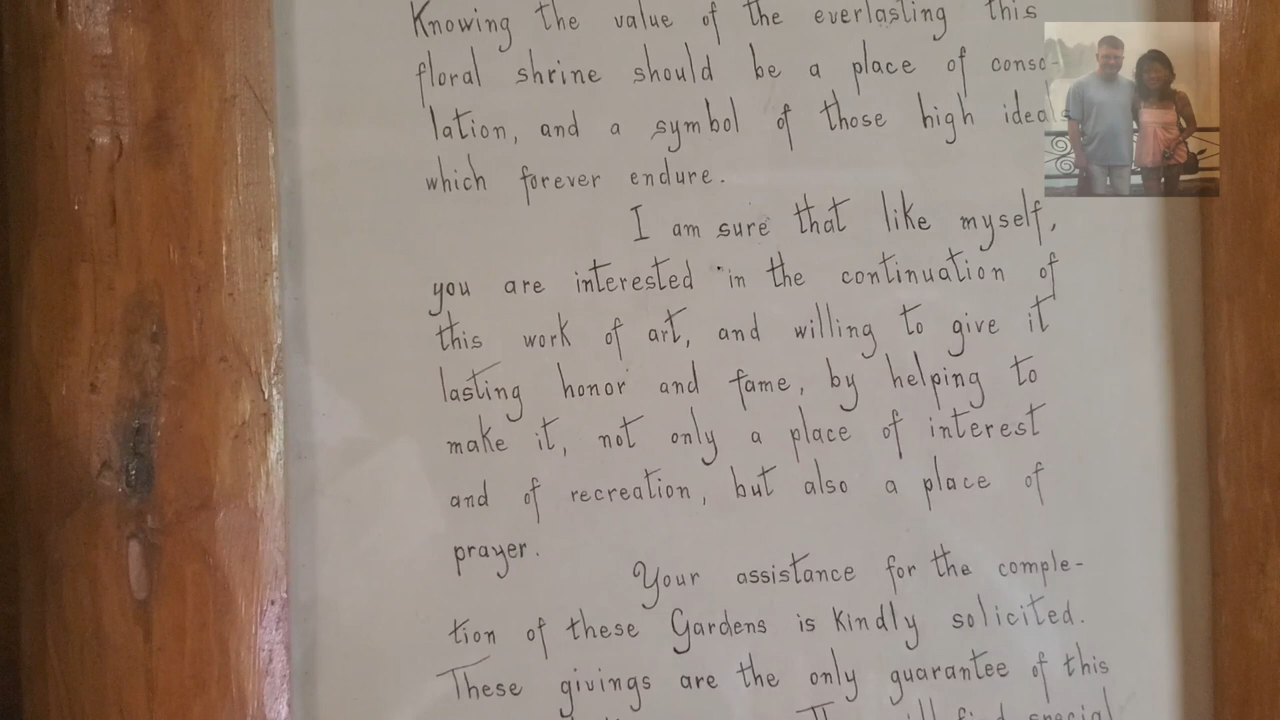 Knowing the value of the everlasting this
floral shrine should be a place of conso-
lation, and a symbol of those high ideals
which forever endure.
I am sure that like myself,
you are interested in the continuation of
this work of art, and willing to give it
lasting honor and fame, by helping to
make it, not only a place of interest
and of recreation, but also a place of
prayer.
Your assistance for the comple-
tion of these Gardens is kindly solicited.
These givings are the only guarantee of this
find special